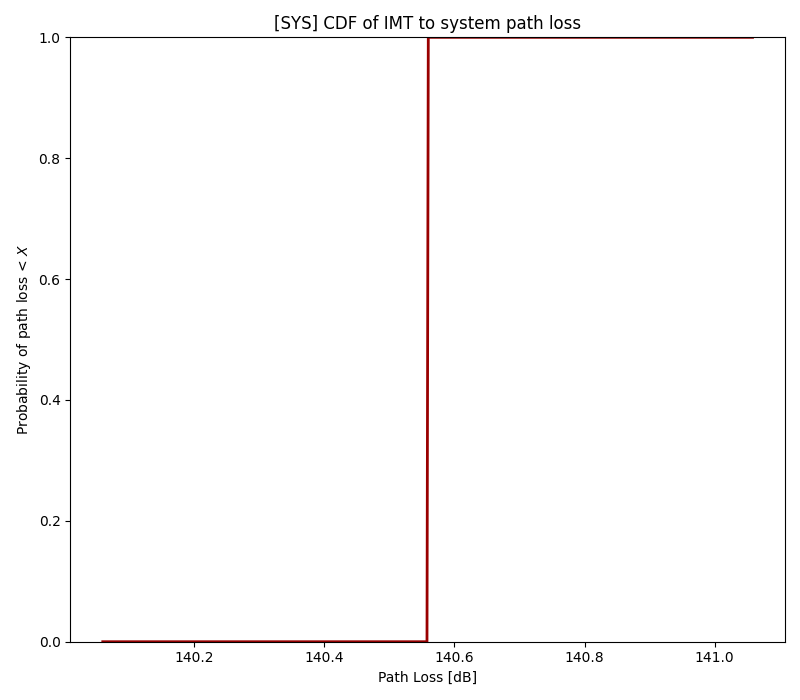 [SYS] CDF of IMT to system path loss
1.0
0.8
0.6
0.4
0.2
0.0
Probability of path loss < X
140.2 140.4 140.6 140.8 141.0
Path Loss [dB]